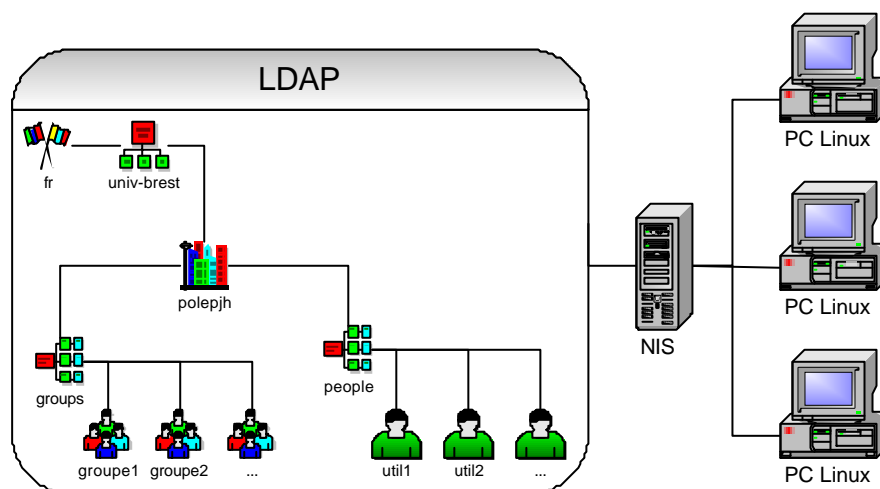 LDAP
PC Linux
fr
univ-brest
polepjh
PC Linux
NIS
groups
people
groupe1
groupe2
...
util1
util2
...
PC Linux